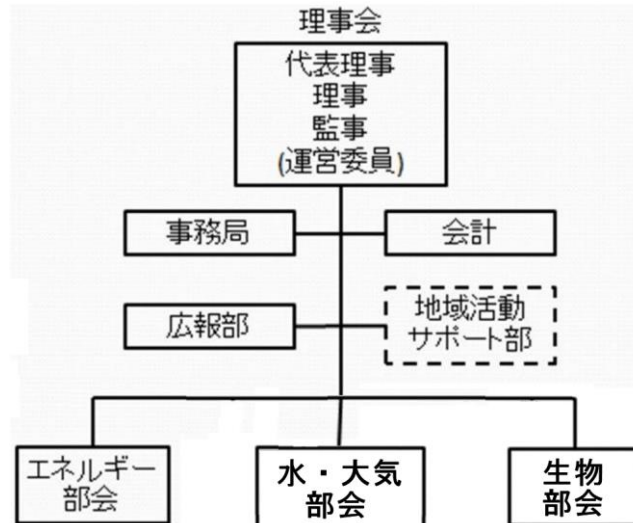 理事会
代表理事
理事
監事
(運営委員)
事務局
会計
広報部
地域活動
サポート部
エネルギー
部会
水・大気
部会
生物
部会